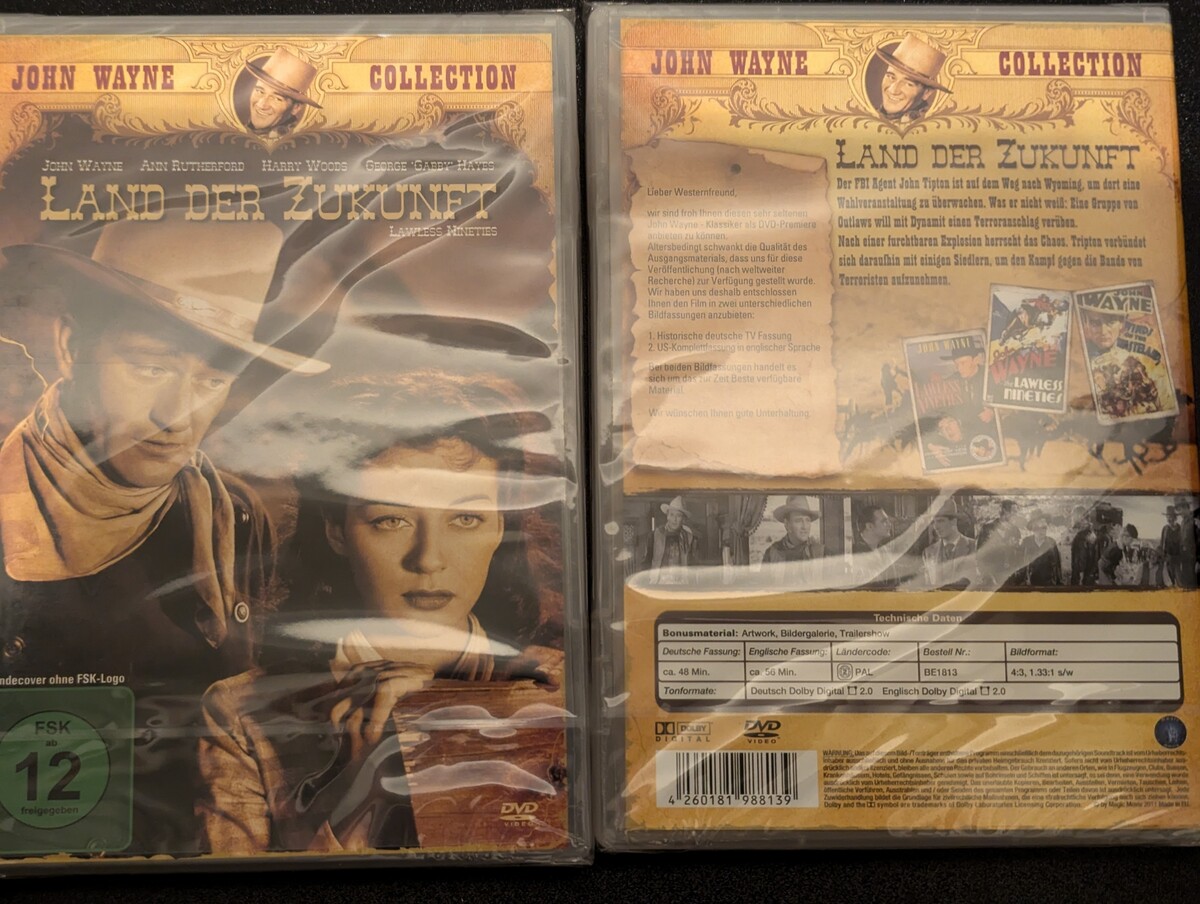 JOHN WAYNE COLLECTION
JOHN WAYNE ANN RUTHERFORD HARRY WOODS GEORGE 'GABBY' HAYES
LAND DER ZUKUNFT
LAWLESS NINETIES
ndecover ohne FSK-Logo
FSK
ab
12
freigegeben
DVD
VIDEO
JOHN WAYNE COLLECTION
LAND DER ZUKUNFT
Der FBI Agent John Tipton ist auf dem Weg nach Wyoming, um dort eine
Wahlveranstaltung zu überwachen. Was er nicht weiß: Eine Gruppe von
Outlaws will mit Dynamit einen Terroranschlag verüben.
Nach einer furchtbaren Explosion herrscht das Chaos. Tripton verbündet
sich daraufhin mit einigen Siedlern, um den Kampf gegen die Bande von
Terroristen aufzunehmen.
Lieber Westernfreund,
wir sind froh Ihnen diesen sehr seltenen
John Wayne - Klassiker als DVD-Premiere
anbieten zu können.
Altersbedingt schwankt die Qualität des
Ausgangsmaterials, dass uns für diese
Veröffentlichung (nach weltweiter
Recherche) zur Verfügung gestellt wurde.
Wir haben uns deshalb entschlossen
Ihnen den Film in zwei unterschiedlichen
Bildfassungen anzubieten:
1. Historische deutsche TV Fassung
2. US-Komplettfassung in englischer Sprache
Bei beiden Bildfassungen handelt es
sich um das zur Zeit Beste verfügbare
Material.
Wir wünschen Ihnen gute Unterhaltung.
JOHN WAYNE
WAYNE
LAWLESS
NINETIES
WAYNE
Technische Daten
Bonusmaterial: Artwork, Bildergalerie, Trailershow
Deutsche Fassung: Englische Fassung: Ländercode: Bestell Nr.: Bildformat:
ca. 48 Min. ca. 56 Min. PAL BE1813 4:3, 1.33:1 s/w
Tonformate: Deutsch Dolby Digital 2.0 Englisch Dolby Digital 2.0
DOLBY
DIGITAL
DVD
VIDEO
4 260181 988139